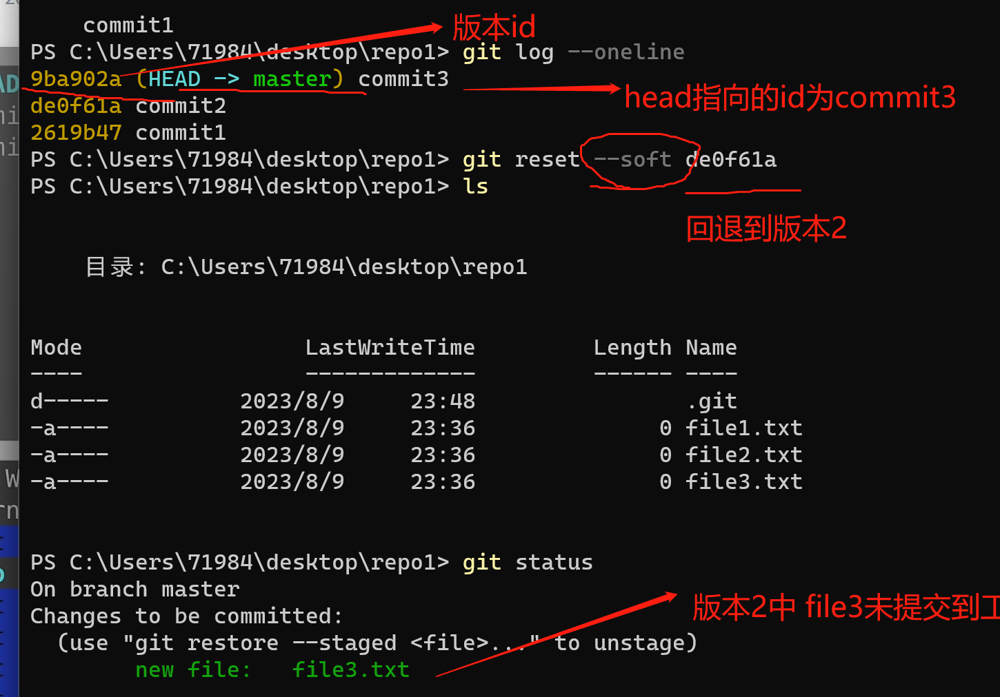 commit1
版本id
PS C:\Users\71984\desktop\repo1> git log --oneline
9ba902a (HEAD -> master) commit3
head指向的id为commit3
de0f61a commit2
2619b47 commit1
PS C:\Users\71984\desktop\repo1> git reset --soft de0f61a
PS C:\Users\71984\desktop\repo1> ls
回退到版本2
目录: C:\Users\71984\desktop\repo1
Mode LastWriteTime Length Name
---- ------------- ------ ----
d----- 2023/8/9 23:48 .git
-a---- 2023/8/9 23:36 0 file1.txt
-a---- 2023/8/9 23:36 0 file2.txt
-a---- 2023/8/9 23:36 0 file3.txt
PS C:\Users\71984\desktop\repo1> git status
On branch master
版本2中 file3未提交到工
Changes to be committed:
(use "git restore --staged <file>..." to unstage)
new file: file3.txt